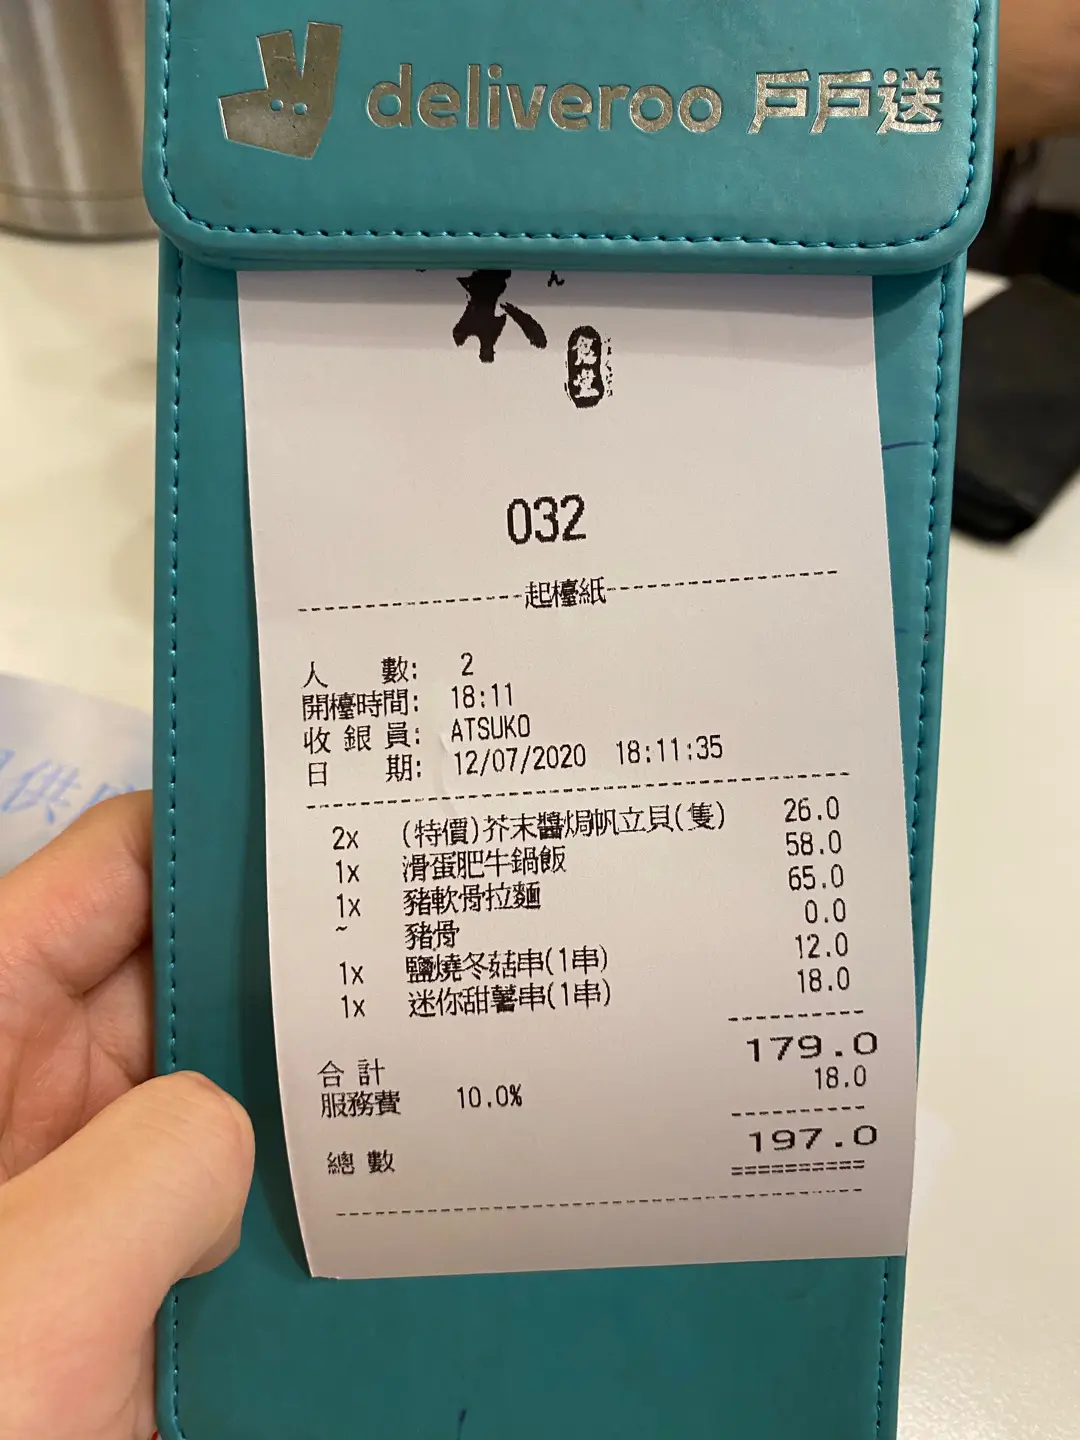 deliveroo 戶戶送
ん
食堂
032
起檯紙
人 數: 2
開檯時間: 18:11
收銀員: ATSUKO
日 期: 12/07/2020 18:11:35
2x (特價)芥末醬焗帆立貝(隻) 26.0
1x 滑蛋肥牛鍋飯 58.0
1x 豬軟骨拉麵 65.0
~ 豬骨 0.0
1x 鹽燒冬菇串(1串) 12.0
1x 迷你甜薯串(1串) 18.0
合計 179.0
服務費 10.0% 18.0
總數 197.0
供